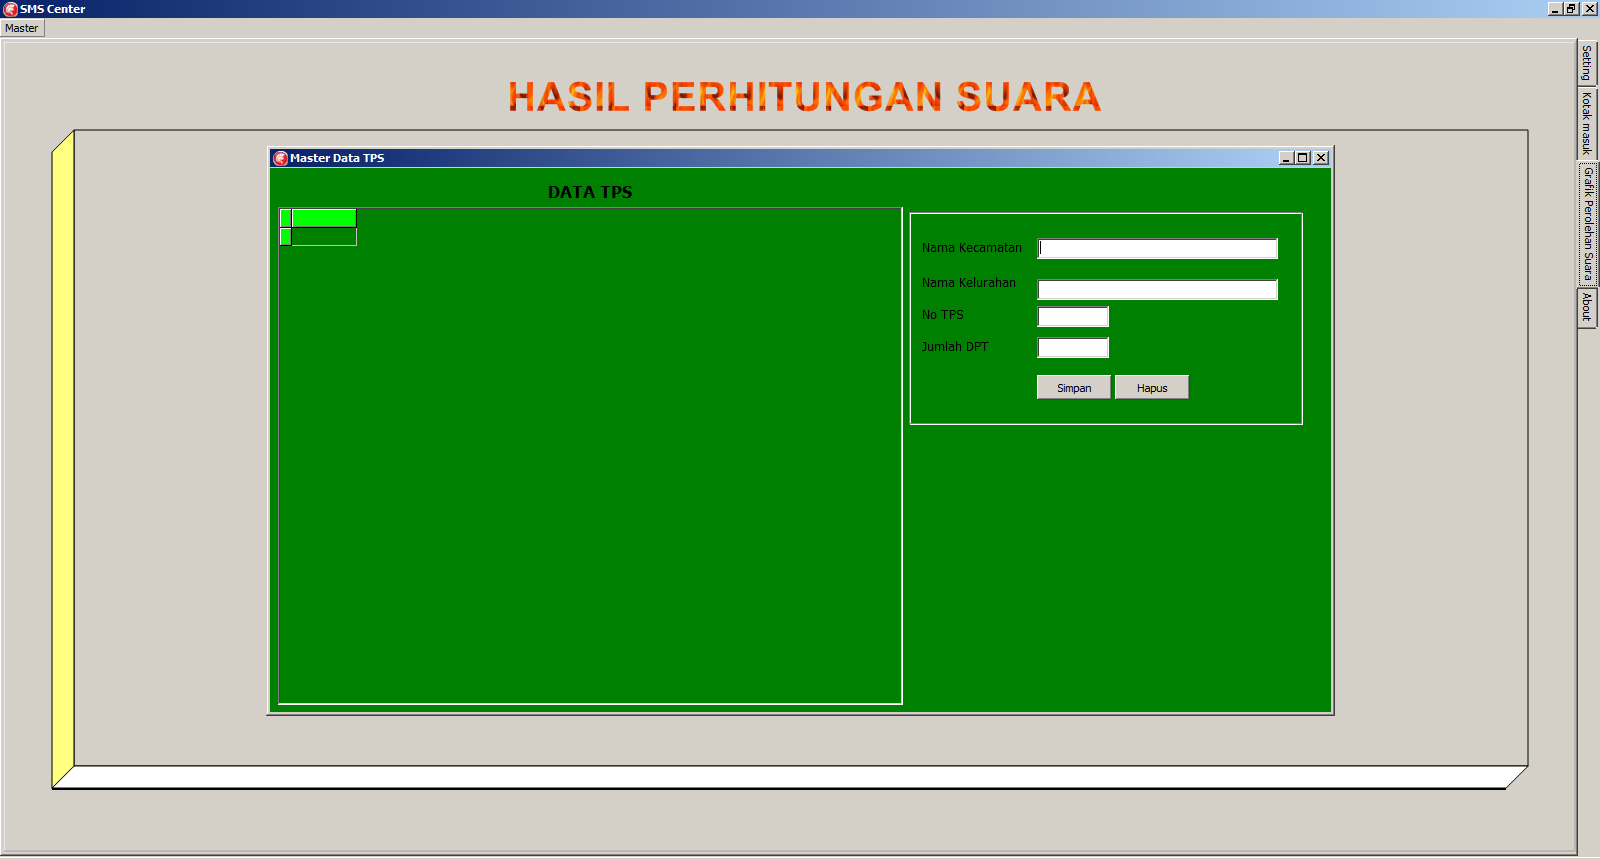 SMS Center
Master
HASIL PERHITUNGAN SUARA
Master Data TPS
DATA TPS
Nama Kecamatan
Nama Kelurahan
No TPS
Jumlah DPT
Simpan Hapus
Setting
Kotak masuk
Grafik Perolehan Suara
About